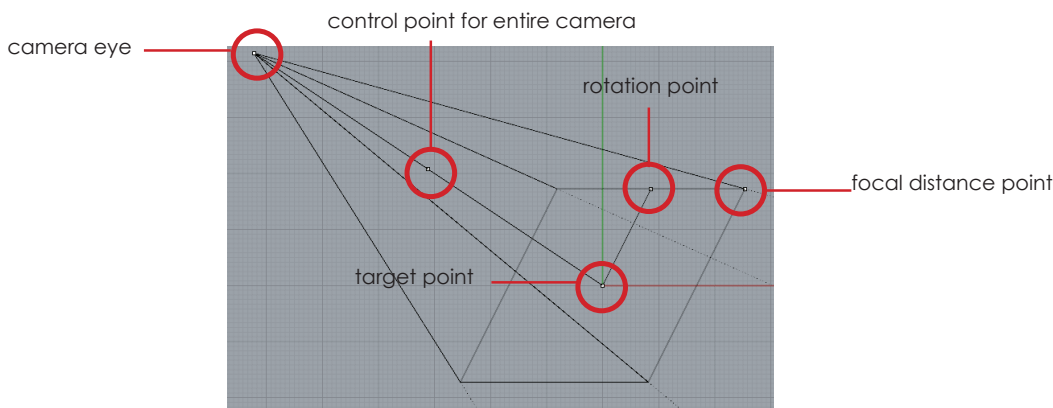 control point for entire camera
camera eye
rotation point
focal distance point
target point